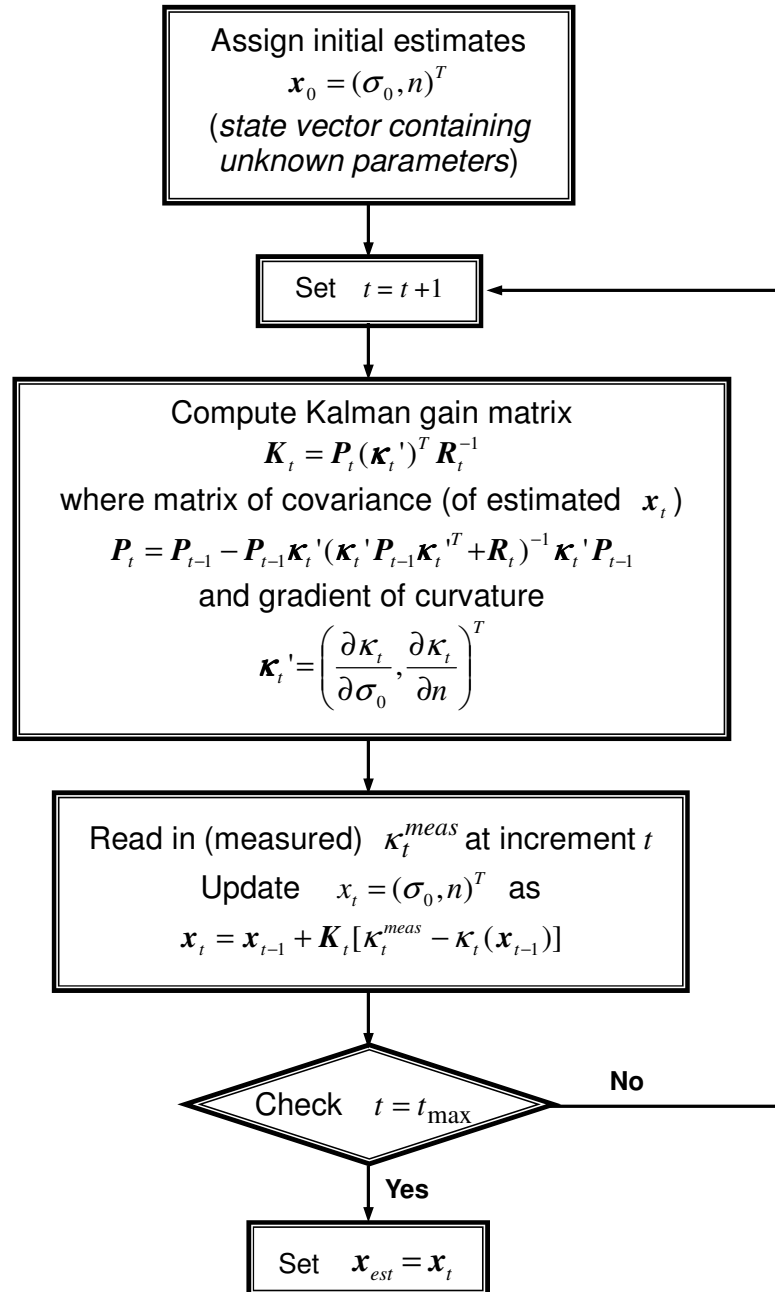 Assign initial estimates
𝒙₀ = (σ₀, n)ᵀ
(state vector containing
unknown parameters)
Set t = t +1
Compute Kalman gain matrix
𝑲ₜ = 𝑷ₜ(𝜿ₜ')ᵀ 𝑹ₜ⁻¹
where matrix of covariance (of estimated 𝒙ₜ)
𝑷ₜ = 𝑷ₜ₋₁ − 𝑷ₜ₋₁𝜿ₜ'(𝜿ₜ'𝑷ₜ₋₁𝜿ₜ'ᵀ +𝑹ₜ)⁻¹ 𝜿ₜ'𝑷ₜ₋₁
and gradient of curvature
𝜿ₜ' = (∂κₜ/∂σ₀, ∂κₜ/∂n)ᵀ
Read in (measured) κₜᵐᵉᵃˢ at increment t
Update xₜ = (σ₀, n)ᵀ as
𝒙ₜ = 𝒙ₜ₋₁ + 𝑲ₜ[κₜᵐᵉᵃˢ − κₜ(𝒙ₜ₋₁)]
Check t = tₘₐₓ
No
Yes
Set 𝒙ₑₛₜ = 𝒙ₜ